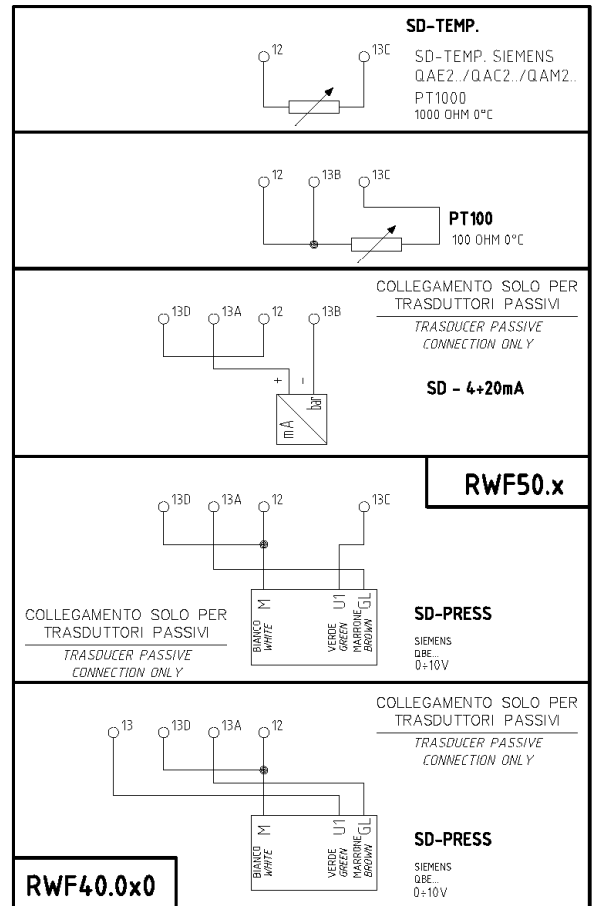 SD-TEMP.
12
13C
SD-TEMP. SIEMENS
QAE2../QAC2../QAM2..
PT1000
1000 OHM 0°C
12
13B
13C
PT100
100 OHM 0°C
COLLEGAMENTO SOLO PER
TRASDUTTORI PASSIVI
TRASDUCER PASSIVE
CONNECTION ONLY
13D
13A
12
13B
+
-
mA
bar
SD - 4÷20mA
RWF50.x
13D
13A
12
13C
COLLEGAMENTO SOLO PER
TRASDUTTORI PASSIVI
TRASDUCER PASSIVE
CONNECTION ONLY
M
U1
GL
BIANCO
WHITE
VERDE
GREEN
MARRONE
BROWN
SD-PRESS
SIEMENS
QBE...
0÷10V
COLLEGAMENTO SOLO PER
TRASDUTTORI PASSIVI
TRASDUCER PASSIVE
CONNECTION ONLY
13
13D
13A
12
M
U1
GL
BIANCO
WHITE
VERDE
GREEN
MARRONE
BROWN
SD-PRESS
SIEMENS
QBE...
0÷10V
RWF40.0x0